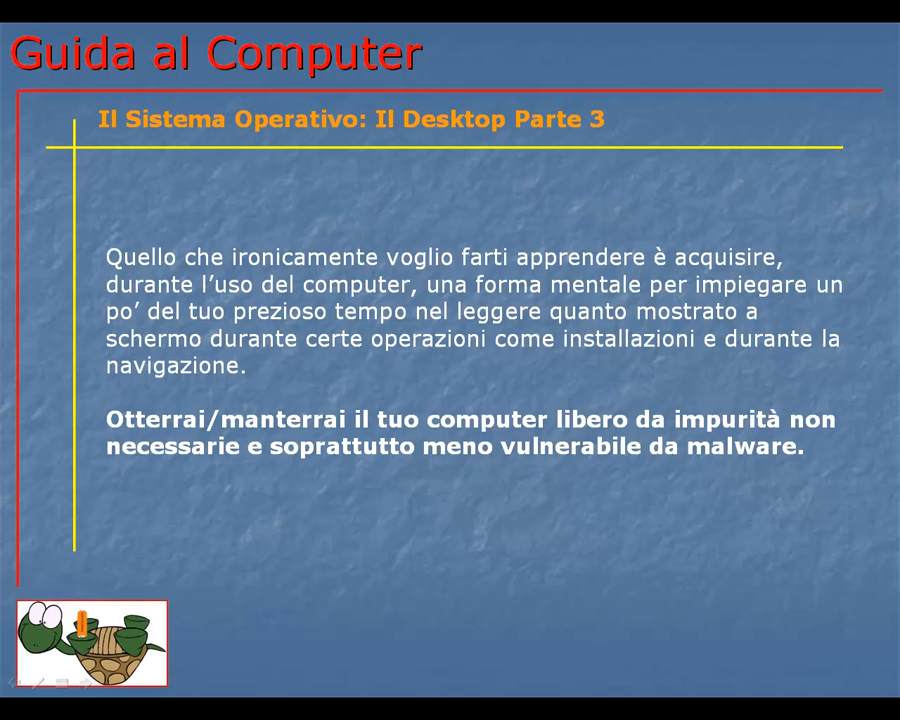 Guida al Computer
Il Sistema Operativo: Il Desktop Parte 3
Quello che ironicamente voglio farti apprendere è acquisire,
durante l’uso del computer, una forma mentale per impiegare un
po’ del tuo prezioso tempo nel leggere quanto mostrato a
schermo durante certe operazioni come installazioni e durante la
navigazione.
Otterrai/manterrai il tuo computer libero da impurità non
necessarie e soprattutto meno vulnerabile da malware.